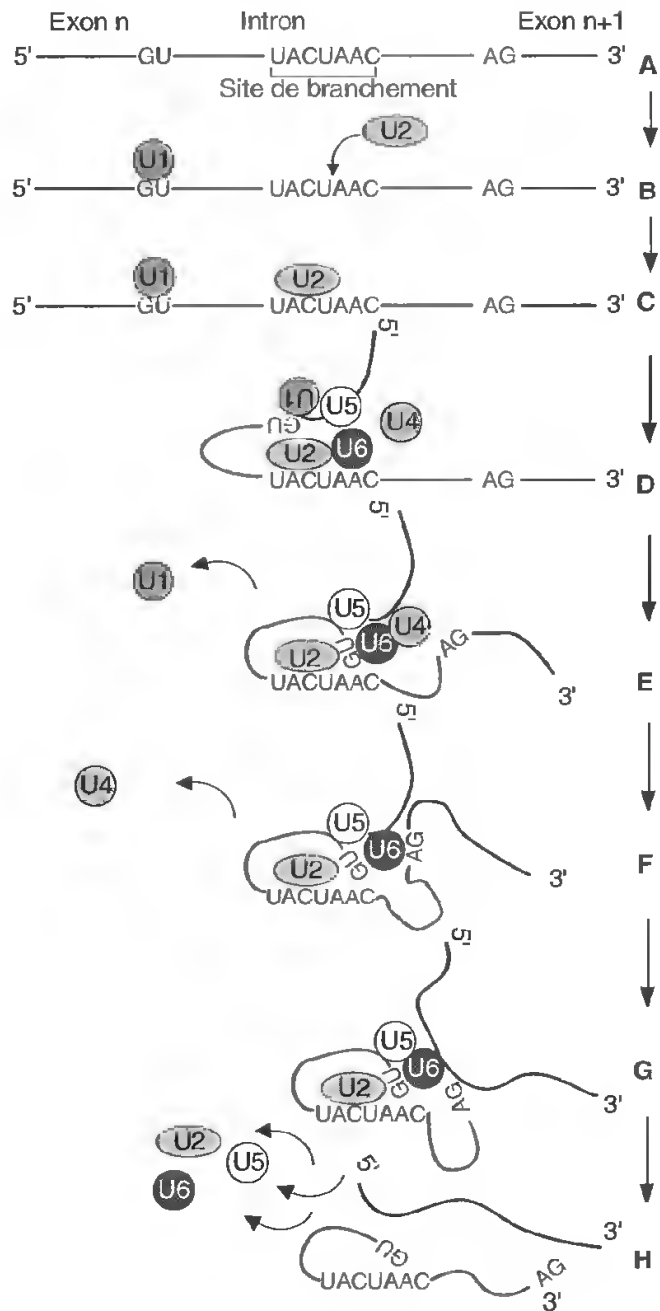 Exon n Intron Exon n+1
5' GU UACUAAC AG 3' A
Site de branchement
U2
U1
5' GU UACUAAC AG 3' B
U1 U2
5' GU UACUAAC AG 3' C
5'
U1 U5 U4
GU
U2 U6
5' UACUAAC AG 3' D
U1
U5
U6 U4
U2 GU AG
UACUAAC 3' E
5'
U4
U5
U6 AG
U2 GU
UACUAAC 3' F
5'
U5
U6
U2 GU G
UACUAAC AG 3'
U2
U5 5'
U6
3'
GU H
UACUAAC AG
3'